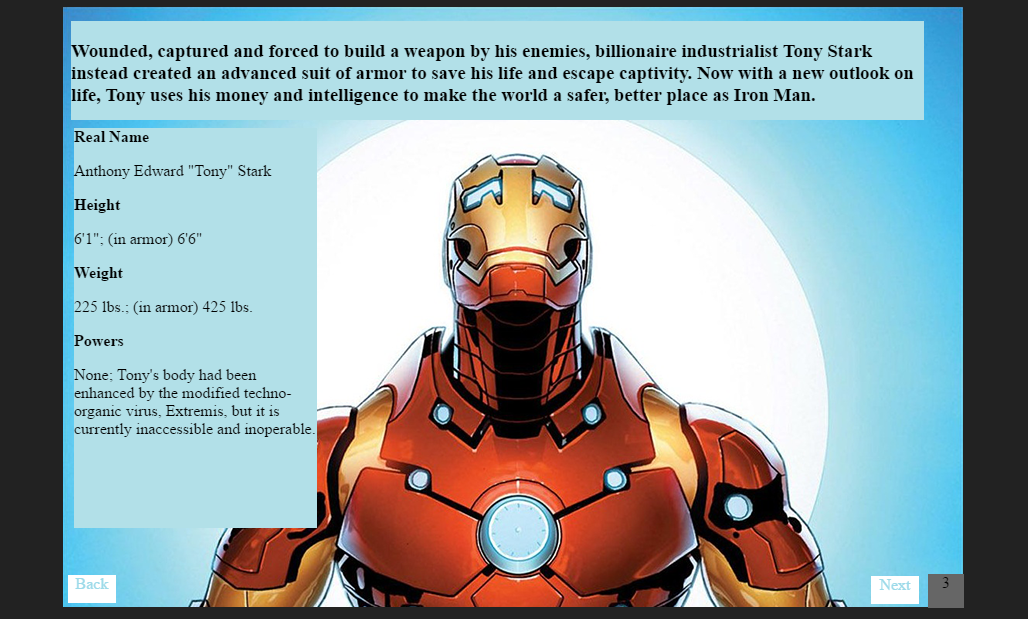 Wounded, captured and forced to build a weapon by his enemies, billionaire industrialist Tony Stark
instead created an advanced suit of armor to save his life and escape captivity. Now with a new outlook on
life, Tony uses his money and intelligence to make the world a safer, better place as Iron Man.
Real Name
Anthony Edward "Tony" Stark
Height
6'1"; (in armor) 6'6"
Weight
225 lbs.; (in armor) 425 lbs.
Powers
None; Tony's body had been
enhanced by the modified techno-
organic virus, Extremis, but it is
currently inaccessible and inoperable.
Back
Next
3